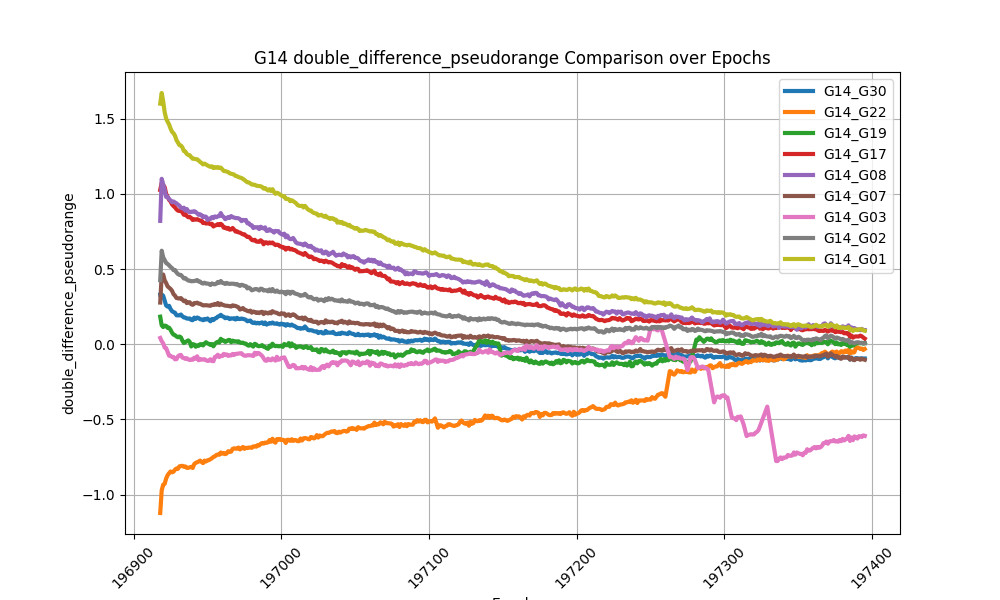 G14 double_difference_pseudorange Comparison over Epochs
double_difference_pseudorange
1.5
1.0
0.5
0.0
−0.5
−1.0
196900
197000
197100
197200
197300
197400
G14_G30
G14_G22
G14_G19
G14_G17
G14_G08
G14_G07
G14_G03
G14_G02
G14_G01